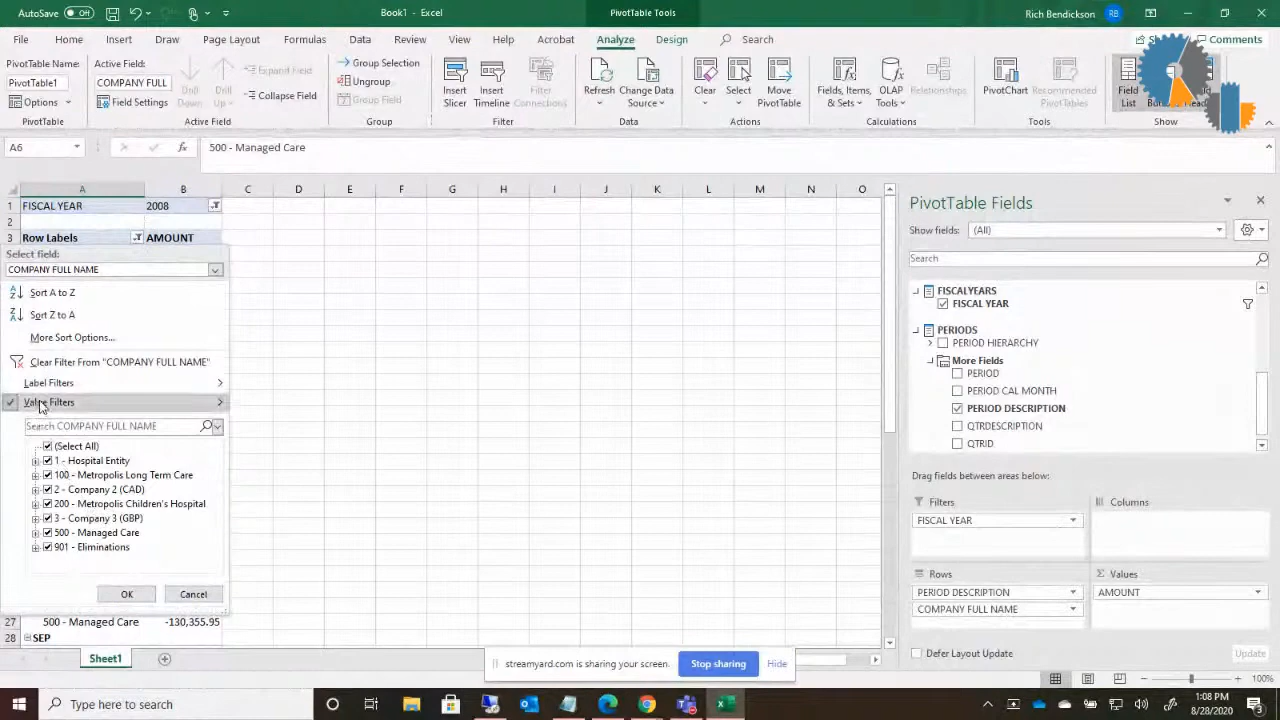 AutoSave Off
Book1 - Excel
PivotTable Tools
Rich Bendickson RB
File Home Insert Draw Page Layout Formulas Data Review View Help Acrobat Analyze Design Search Comments
PivotTable Name: Active Field:
PivotTable1 COMPANY FULL
Options Field Settings
Drill Down Drill Up
Expand Field
Collapse Field
Group Selection
Ungroup
Group Field
Insert Slicer Insert Timeline Filter Connections
Refresh Change Data Source
Clear Select Move PivotTable
Fields, Items, & Sets OLAP Tools Relationships
PivotChart Recommended PivotTables
Field List
PivotTable Active Field Group Filter Data Actions Calculations Tools Show
A6 fx 500 - Managed Care
A B C D E F G H I J K L M N O
1 FISCAL YEAR 2008
2
3 Row Labels AMOUNT
Select field:
COMPANY FULL NAME
Sort A to Z
Sort Z to A
More Sort Options...
Clear Filter From "COMPANY FULL NAME"
Label Filters
Value Filters
Search COMPANY FULL NAME
(Select All)
1 - Hospital Entity
100 - Metropolis Long Term Care
2 - Company 2 (CAD)
200 - Metropolis Children's Hospital
3 - Company 3 (GBP)
500 - Managed Care
901 - Eliminations
OK Cancel
27 500 - Managed Care -130,355.95
28 SEP
Sheet1
PivotTable Fields
Show fields: (All)
Search
FISCALYEARS
FISCAL YEAR
PERIODS
PERIOD HIERARCHY
More Fields
PERIOD
PERIOD CAL MONTH
PERIOD DESCRIPTION
QTRDESCRIPTION
QTRID
Drag fields between areas below:
Filters Columns
FISCAL YEAR
Rows Σ Values
PERIOD DESCRIPTION AMOUNT
COMPANY FULL NAME
Defer Layout Update Update
streamyard.com is sharing your screen. Stop sharing Hide
100%
Type here to search
1:08 PM
8/28/2020